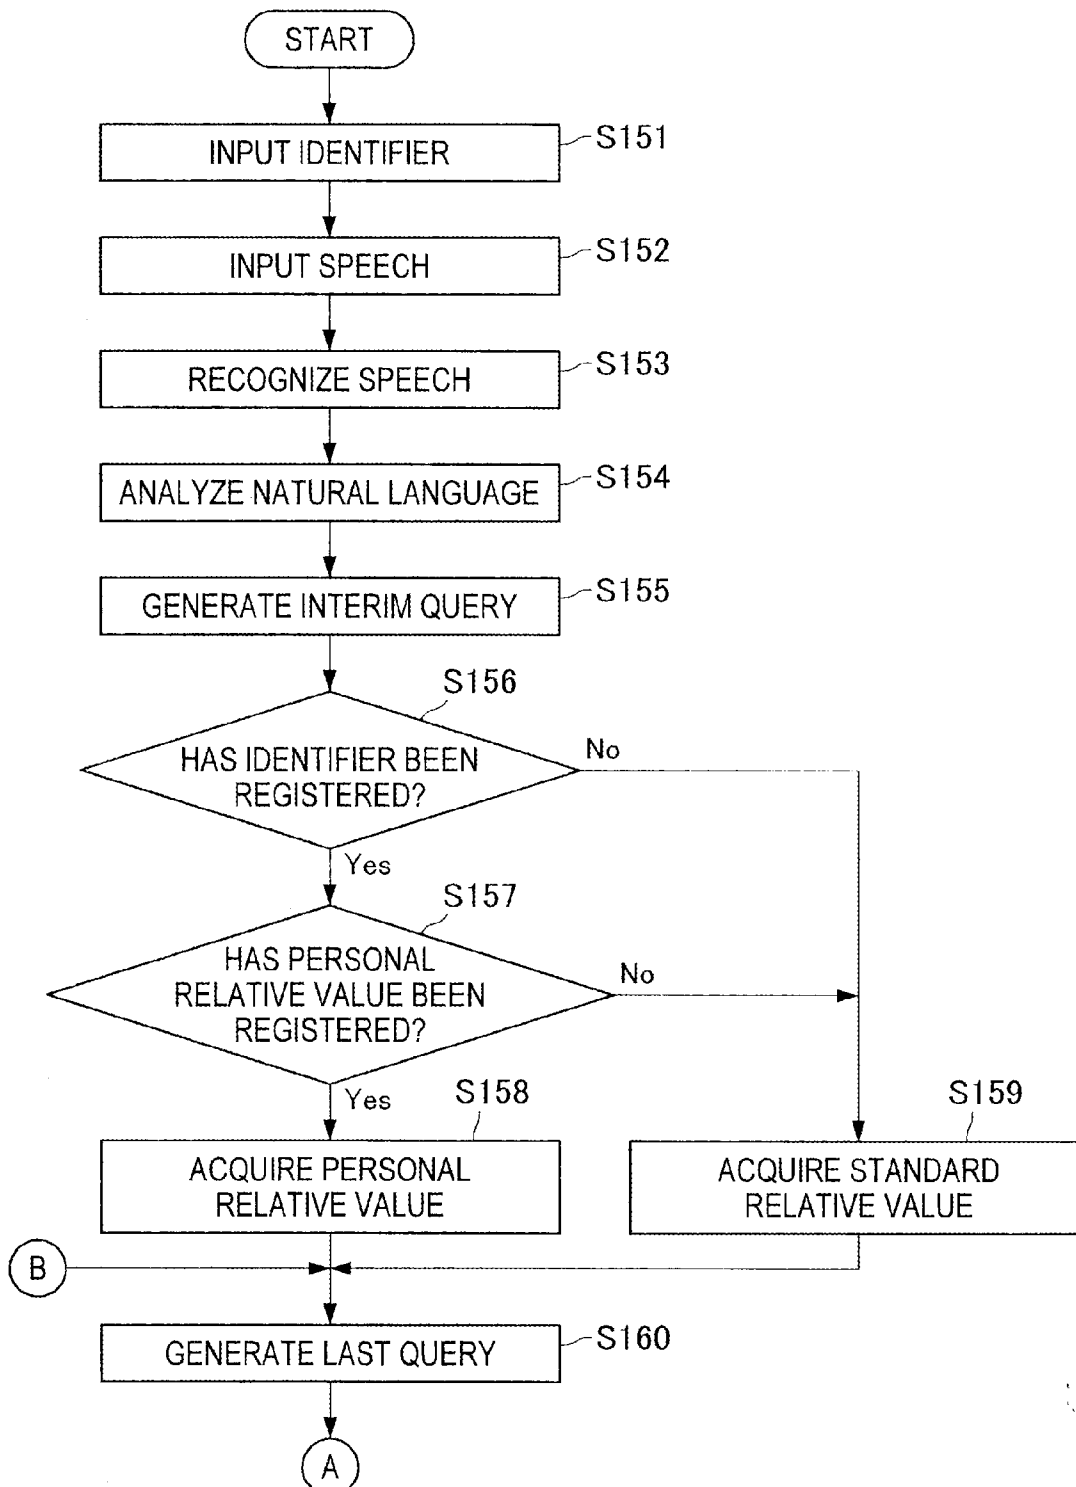 START
INPUT IDENTIFIER
S151
INPUT SPEECH
S152
RECOGNIZE SPEECH
S153
ANALYZE NATURAL LANGUAGE
S154
GENERATE INTERIM QUERY
S155
S156
HAS IDENTIFIER BEEN
REGISTERED?
No
Yes
S157
HAS PERSONAL
RELATIVE VALUE BEEN
REGISTERED?
No
Yes
S158
ACQUIRE PERSONAL
RELATIVE VALUE
S159
ACQUIRE STANDARD
RELATIVE VALUE
B
GENERATE LAST QUERY
S160
A